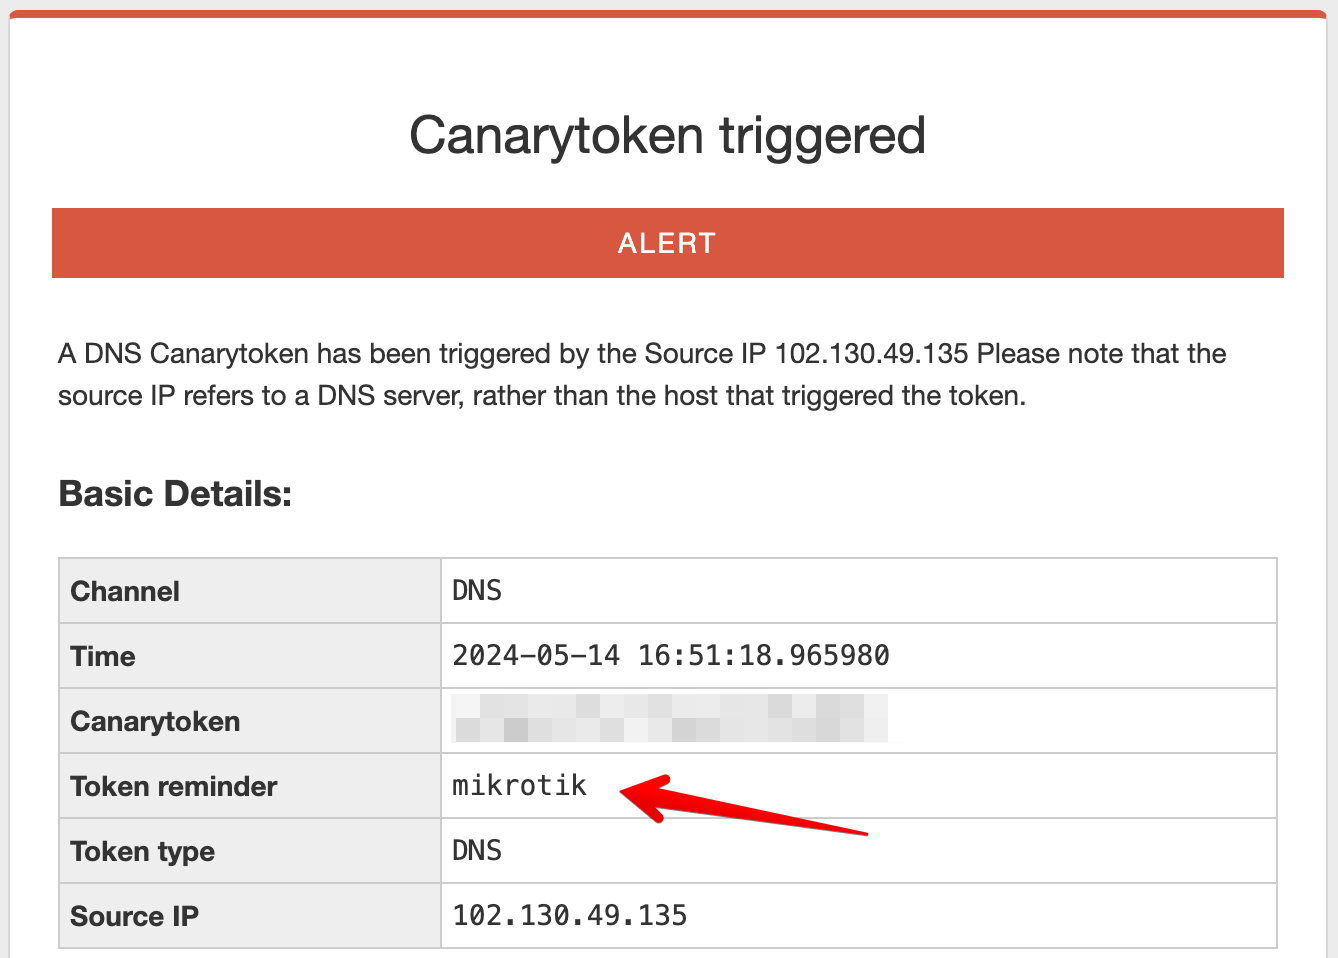 Canarytoken triggered
ALERT
A DNS Canarytoken has been triggered by the Source IP 102.130.49.135 Please note that the
source IP refers to a DNS server, rather than the host that triggered the token.
Basic Details:
Channel DNS
Time 2024-05-14 16:51:18.965980
Canarytoken
Token reminder mikrotik
Token type DNS
Source IP 102.130.49.135